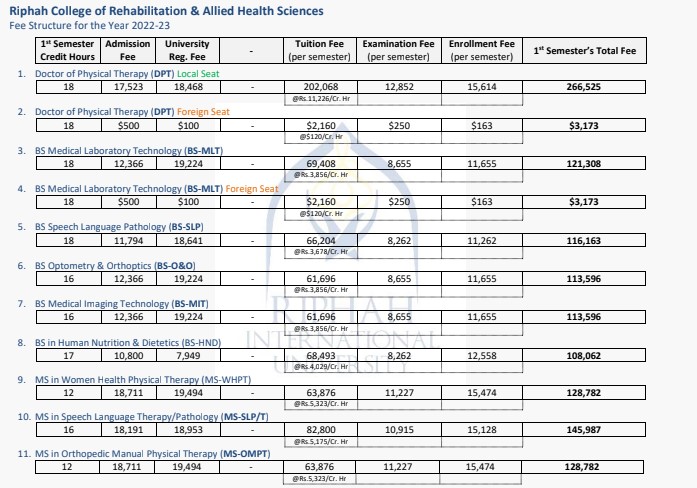 Riphah College of Rehabilitation & Allied Health Sciences
Fee Structure for the Year 2022-23
1st Semester Credit Hours Admission Fee University Reg. Fee - Tuition Fee (per semester) Examination Fee (per semester) Enrollment Fee (per semester) 1st Semester's Total Fee
1. Doctor of Physical Therapy (DPT) Local Seat
18 17,523 18,468 - 202,068 12,852 15,614 266,525
@Rs.11,226/Cr. Hr
2. Doctor of Physical Therapy (DPT) Foreign Seat
18 $500 $100 - $2,160 $250 $163 $3,173
@$120/Cr. Hr
3. BS Medical Laboratory Technology (BS-MLT)
18 12,366 19,224 - 69,408 8,655 11,655 121,308
@Rs.3,856/Cr. Hr
4. BS Medical Laboratory Technology (BS-MLT) Foreign Seat
18 $500 $100 - $2,160 $250 $163 $3,173
@$120/Cr. Hr
5. BS Speech Language Pathology (BS-SLP)
18 11,794 18,641 - 66,204 8,262 11,262 116,163
@Rs.3,678/Cr. Hr
6. BS Optometry & Orthoptics (BS-O&O)
16 12,366 19,224 - 61,696 8,655 11,655 113,596
@Rs.3,856/Cr. Hr
7. BS Medical Imaging Technology (BS-MIT)
16 12,366 19,224 - 61,696 8,655 11,655 113,596
@Rs.3,856/Cr. Hr
RIPHAH
INTERNATIONAL
UNIVERSITY
8. BS in Human Nutrition & Dietetics (BS-HND)
17 10,800 7,949 - 68,493 8,262 12,558 108,062
@Rs.4,029/Cr. Hr
9. MS in Women Health Physical Therapy (MS-WHPT)
12 18,711 19,494 - 63,876 11,227 15,474 128,782
@Rs.5,323/Cr. Hr
10. MS in Speech Language Therapy/Pathology (MS-SLP/T)
16 18,191 18,953 - 82,800 10,915 15,128 145,987
@Rs.5,175/Cr. Hr
11. MS in Orthopedic Manual Physical Therapy (MS-OMPT)
12 18,711 19,494 - 63,876 11,227 15,474 128,782
@Rs.5,323/Cr. Hr